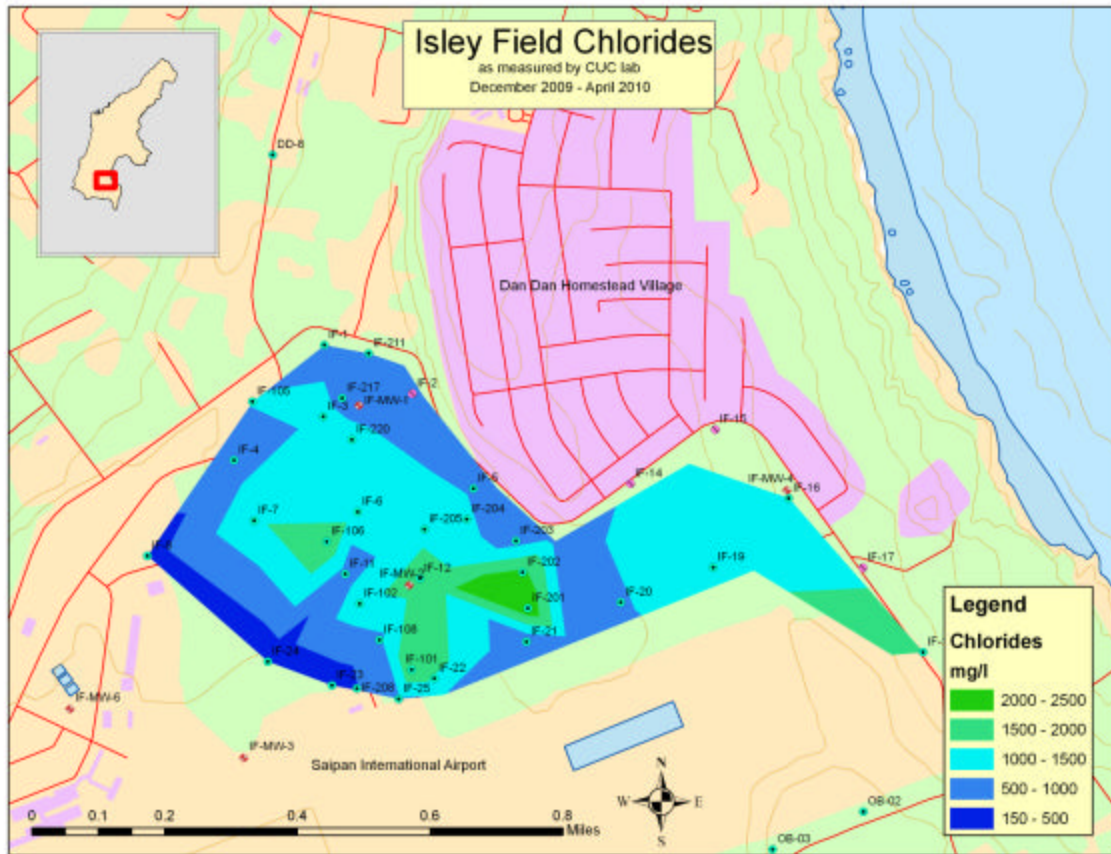 Isley Field Chlorides
as measured by CUC lab
December 2009 - April 2010
DD-8
Dan Dan Homestead Village
IF-1
IF-211
IF-2
IF-105
IF-217
IF-MW-1
IF-3
IF-220
IF-15
IF-4
IF-14
IF-5
IF-MW-4
IF-16
IF-7
IF-6
IF-205
IF-204
IF-106
IF-203
IF-17
IF-11
IF-12
IF-202
IF-19
IF-MW-2
IF-102
IF-201
IF-20
IF-108
IF-21
IF-24
IF-101
IF-22
IF-23
IF-208
IF-25
IF-MW-6
IF-MW-3
Saipan International Airport
N
W
E
S
0
0.1
0.2
0.4
0.6
0.8
Miles
OB-02
OB-03
Legend
Chlorides
mg/l
2000 - 2500
1500 - 2000
1000 - 1500
500 - 1000
150 - 500